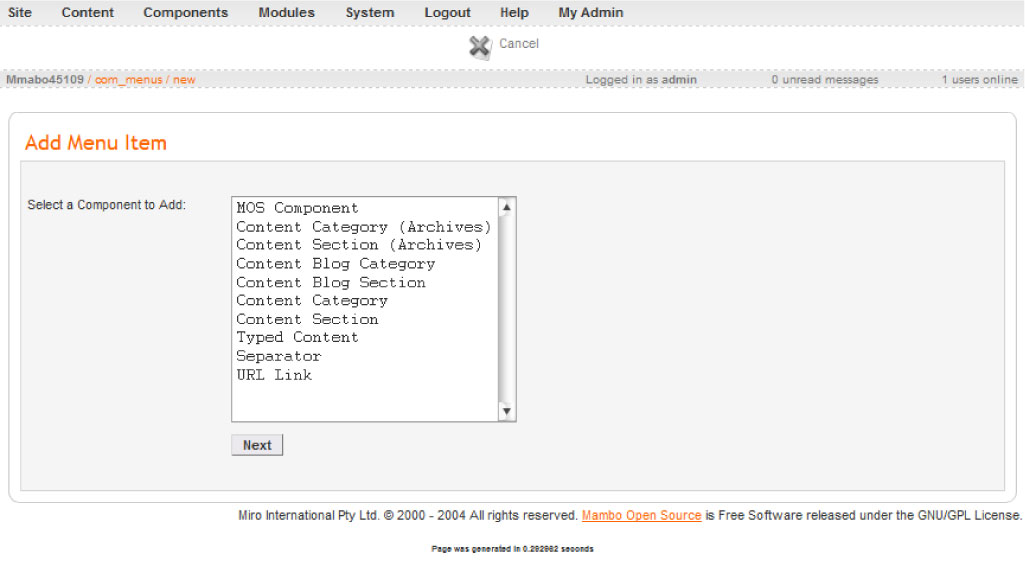 Site Content Components Modules System Logout Help My Admin
Cancel
Mmabo45109 / com_menus / new Logged in as admin 0 unread messages 1 users online
Add Menu Item
Select a Component to Add:
MOS Component
Content Category (Archives)
Content Section (Archives)
Content Blog Category
Content Blog Section
Content Category
Content Section
Typed Content
Separator
URL Link
Next
Miro International Pty Ltd. © 2000 - 2004 All rights reserved. Mambo Open Source is Free Software released under the GNU/GPL License.
Page was generated in 0.292982 seconds